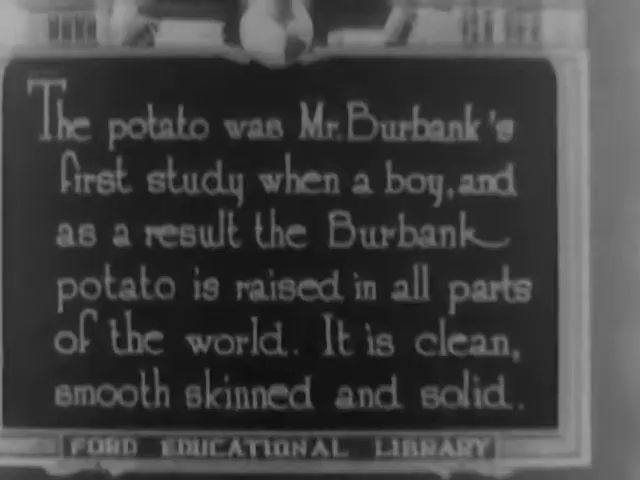 The potato was Mr. Burbank's
first study when a boy, and
as a result the Burbank
potato is raised in all parts
of the world. It is clean,
smooth skinned and solid.
FORD EDUCATIONAL LIBRARY